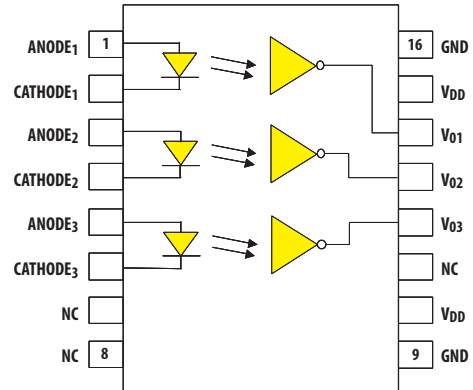 ANODE1 1 16 GND
CATHODE1 VDD
ANODE2 V01
CATHODE2 V02
ANODE3 V03
CATHODE3 NC
NC VDD
NC 8 9 GND